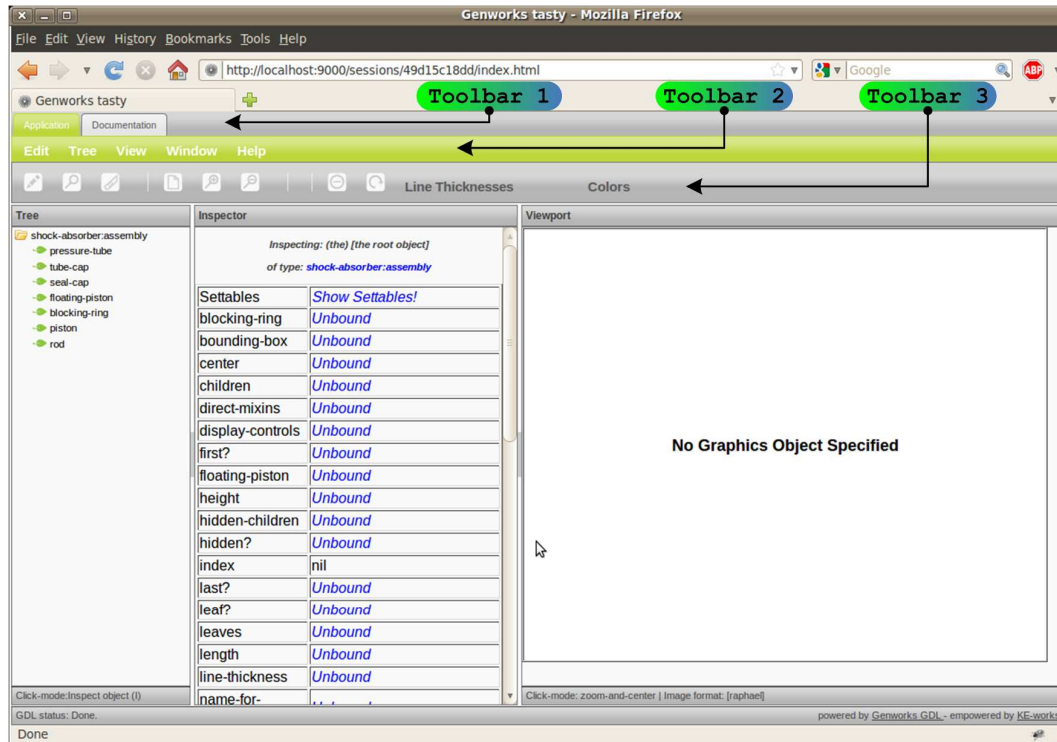 Genworks tasty - Mozilla Firefox
File Edit View History Bookmarks Tools Help
http://localhost:9000/sessions/49d15c18dd/index.html
Google
ABP
Genworks tasty
Toolbar 1
Toolbar 2
Toolbar 3
Application Documentation
Edit Tree View Window Help
Line Thicknesses Colors
Tree
shock-absorber:assembly
pressure-tube
tube-cap
seal-cap
floating-piston
blocking-ring
piston
rod
Click-mode:Inspect object (I)
Inspector
Inspecting: (the) [the root object]
of type: shock-absorber:assembly
Settables Show Settables!
blocking-ring Unbound
bounding-box Unbound
center Unbound
children Unbound
direct-mixins Unbound
display-controls Unbound
first? Unbound
floating-piston Unbound
height Unbound
hidden-children Unbound
hidden? Unbound
index nil
last? Unbound
leaf? Unbound
leaves Unbound
length Unbound
line-thickness Unbound
name-for-
Viewport
No Graphics Object Specified
Click-mode: zoom-and-center | Image format: [raphael]
GDL status: Done.
powered by Genworks GDL - empowered by KE-works
Done